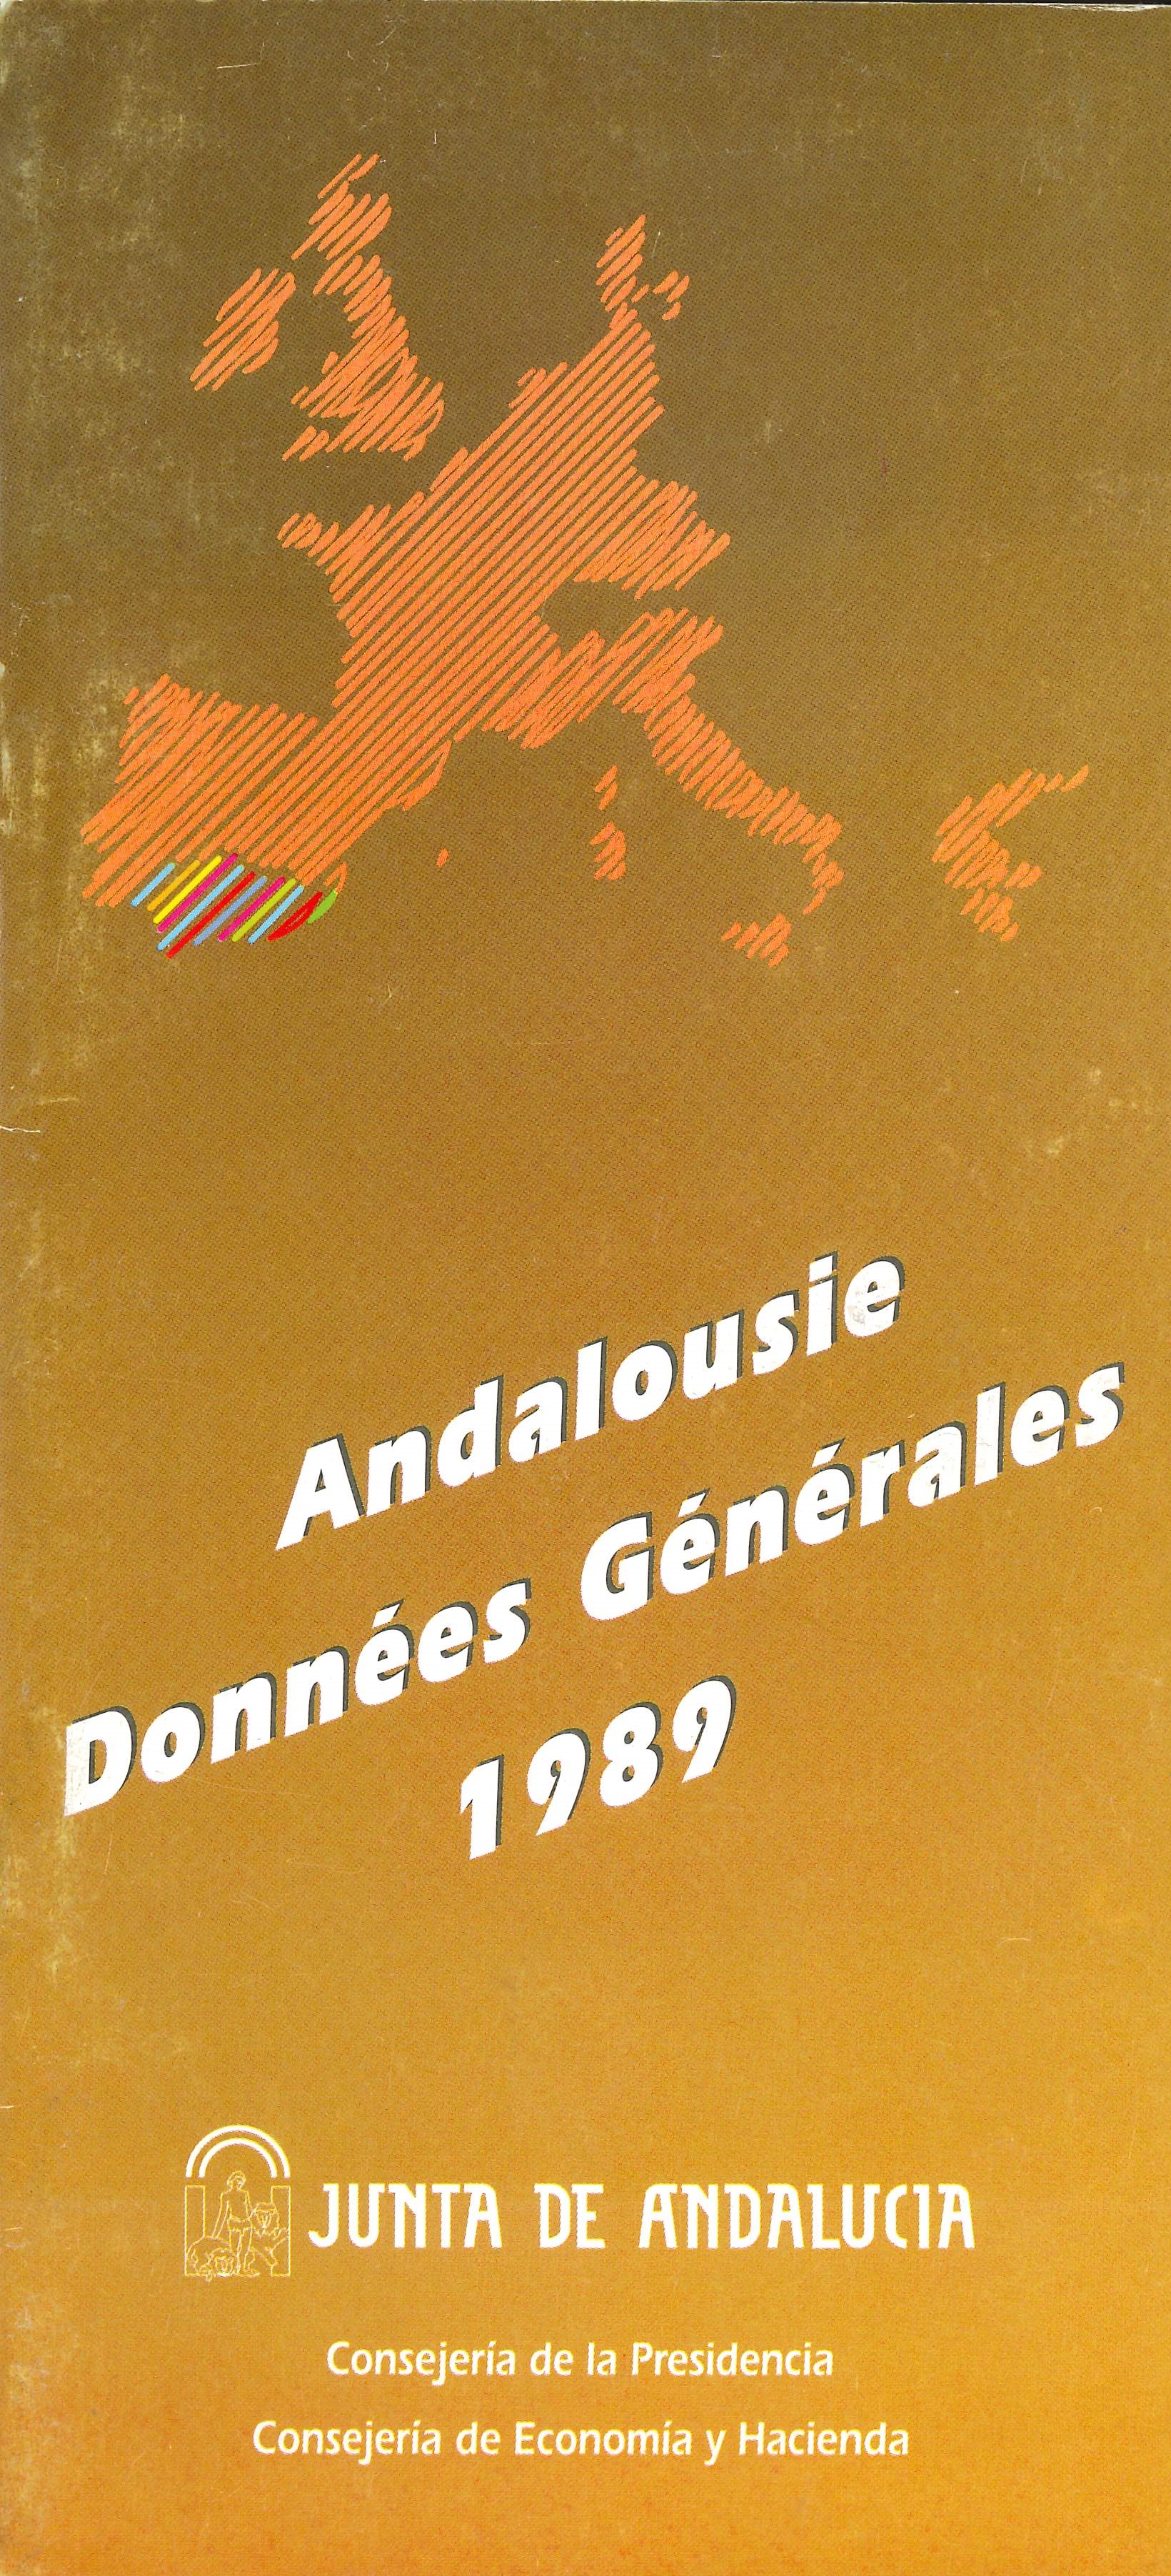 Andalousie
Données Générales
1989
JUNTA DE ANDALUCIA
Consejería de la Presidencia
Consejería de Economía y Hacienda